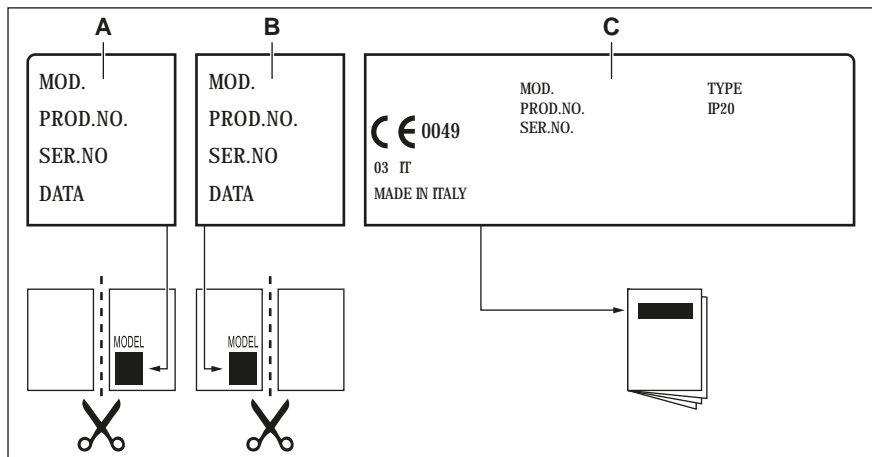 A
B
C
MOD.
PROD.NO.
SER.NO
DATA
MOD.
PROD.NO.
SER.NO
DATA
MOD.
PROD.NO.
SER.NO.
TYPE
IP20
CE 0049
03 IT
MADE IN ITALY
MODEL
MODEL